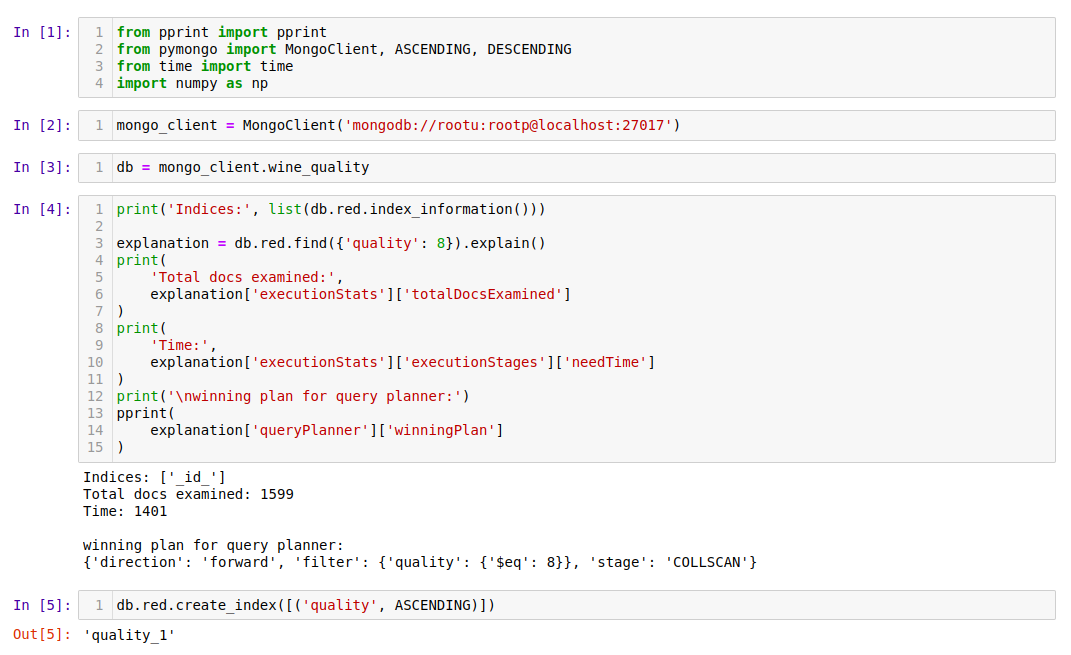 In [1]:
1 from pprint import pprint
2 from pymongo import MongoClient, ASCENDING, DESCENDING
3 from time import time
4 import numpy as np
In [2]:
1 mongo_client = MongoClient('mongodb://rootu:rootp@localhost:27017')
In [3]:
1 db = mongo_client.wine_quality
In [4]:
1 print('Indices:', list(db.red.index_information()))
2
3 explanation = db.red.find({'quality': 8}).explain()
4 print(
5     'Total docs examined:',
6     explanation['executionStats']['totalDocsExamined']
7 )
8 print(
9     'Time:',
10     explanation['executionStats']['executionStages']['needTime']
11 )
12 print('\nwinning plan for query planner:')
13 pprint(
14     explanation['queryPlanner']['winningPlan']
15 )
Indices: ['_id_']
Total docs examined: 1599
Time: 1401
winning plan for query planner:
{'direction': 'forward', 'filter': {'quality': {'$eq': 8}}, 'stage': 'COLLSCAN'}
In [5]:
1 db.red.create_index([('quality', ASCENDING)])
Out[5]: 'quality_1'